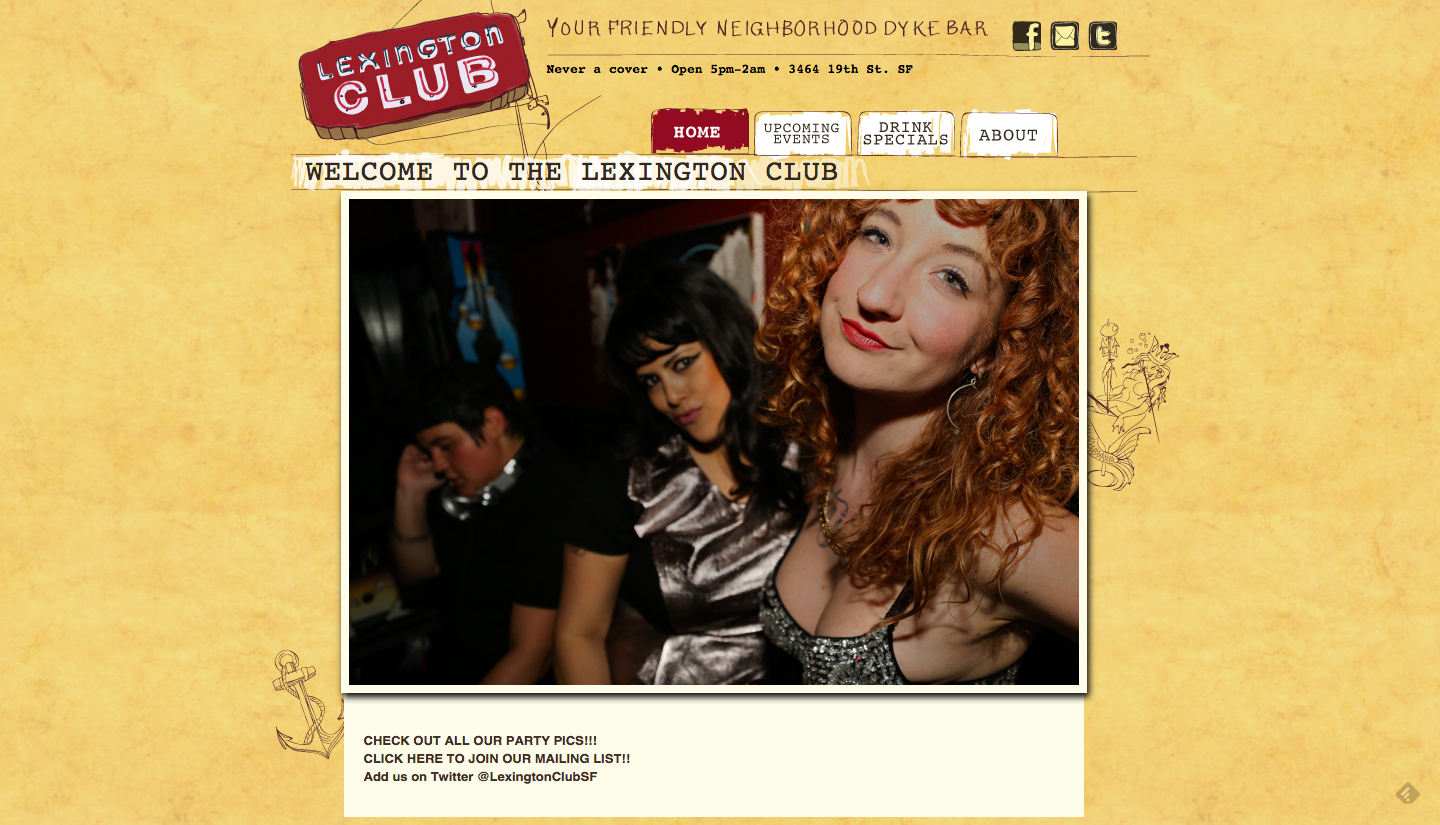 LEXINGTON
CLUB
YOUR FRIENDLY NEIGHBORHOOD DYKE BAR
Never a cover • Open 5pm-2am • 3464 19th St. SF
HOME
UPCOMING
EVENTS
DRINK
SPECIALS
ABOUT
WELCOME TO THE LEXINGTON CLUB
CHECK OUT ALL OUR PARTY PICS!!!
CLICK HERE TO JOIN OUR MAILING LIST!!
Add us on Twitter @LexingtonClubSF